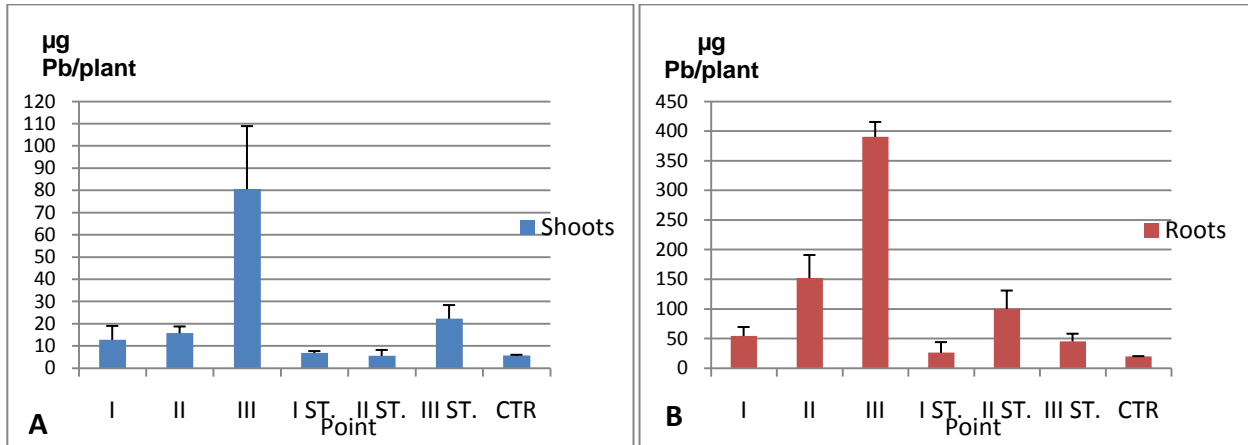 µg
Pb/plant
120
110
100
90
80
70
60
50
40
30
20
10
0
Shoots
I II III I ST. II ST. III ST. CTR
Point
A
µg
Pb/plant
450
400
350
300
250
200
150
100
50
0
Roots
I II III I ST. II ST. III ST. CTR
Point
B